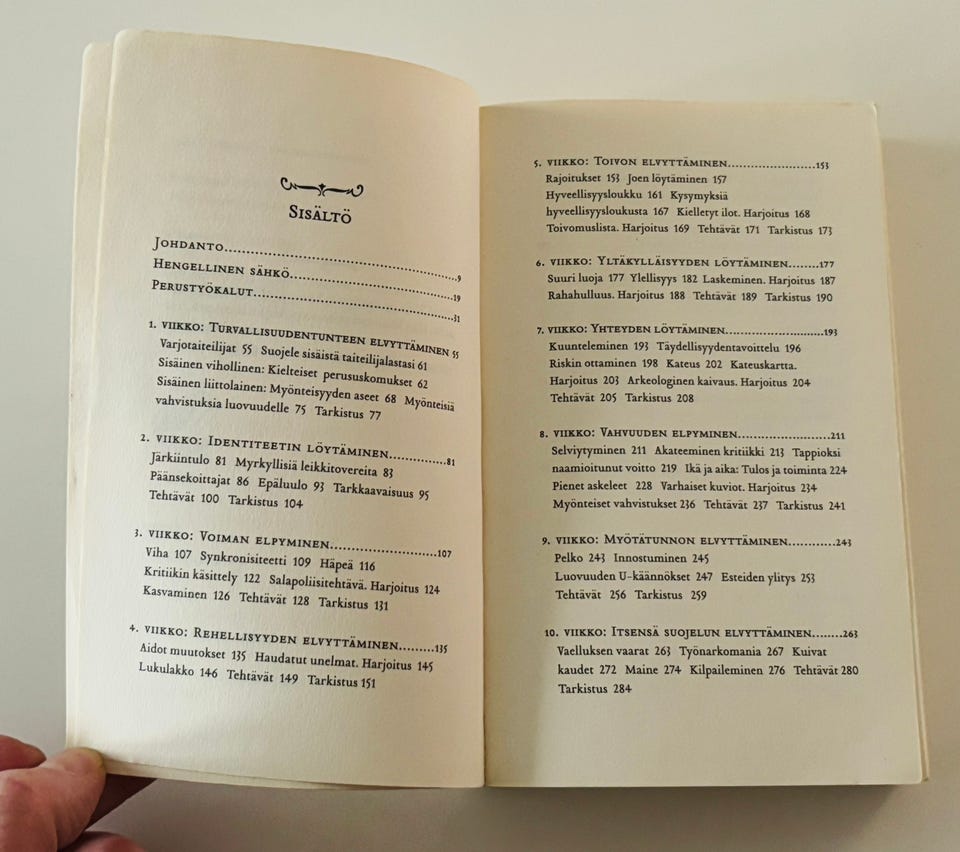 Sisältö
Johdanto.......................................9
Hengellinen sähkö.............................19
Perustyökalut.................................31
1. viikko: Turvallisuudentunteen elvyttäminen 55
Varjotaiteilijat 55 Suojele sisäistä taiteilijalastasi 61
Sisäinen vihollinen: Kielteiset perususkomukset 62
Sisäinen liittolainen: Myönteisyyden aseet 68 Myönteisiä
vahvistuksia luovuudelle 75 Tarkistus 77
2. viikko: Identiteetin löytäminen..............81
Järkiintulo 81 Myrkyllisiä leikkitovereita 83
Päänsekoittajat 86 Epäluulo 93 Tarkkaavaisuus 95
Tehtävät 100 Tarkistus 104
3. viikko: Voiman elpyminen...................107
Viha 107 Synkronisiteetti 109 Häpeä 116
Kritiikin käsittely 122 Salapoliisitehtävä. Harjoitus 124
Kasvaminen 126 Tehtävät 128 Tarkistus 131
4. viikko: Rehellisyyden elvyttäminen.........135
Aidot muutokset 135 Haudatut unelmat. Harjoitus 145
Lukulakko 146 Tehtävät 149 Tarkistus 151
5. viikko: Toivon elvyttäminen...................153
Rajoitukset 153 Joen löytäminen 157
Hyveellisyysloukku 161 Kysymyksiä
hyveellisyysloukusta 167 Kielletyt ilot. Harjoitus 168
Toivomuslista. Harjoitus 169 Tehtävät 171 Tarkistus 173
6. viikko: Yltäkylläisyyden löytäminen.......177
Suuri luoja 177 Ylellisyys 182 Laskeminen. Harjoitus 187
Rahahulluus. Harjoitus 188 Tehtävät 189 Tarkistus 190
7. viikko: Yhteyden löytäminen....................193
Kuunteleminen 193 Täydellisyydentavoittelu 196
Riskin ottaminen 198 Kateus 202 Kateuskartta.
Harjoitus 203 Arkeologinen kaivaus. Harjoitus 204
Tehtävät 205 Tarkistus 208
8. viikko: Vahvuuden elpyminen...................211
Selviytyminen 211 Akateeminen kritiikki 213 Tappioksi
naamioitunut voitto 219 Ikä ja aika: Tulos ja toiminta 224
Pienet askeleet 228 Varhaiset kuviot. Harjoitus 234
Myönteiset vahvistukset 236 Tehtävät 237 Tarkistus 241
9. viikko: Myötätunnon elvyttäminen...........243
Pelko 243 Innostuminen 245
Luovuuden U-käännökset 247 Esteiden ylitys 253
Tehtävät 256 Tarkistus 259
10. viikko: Itsensä suojelun elvyttäminen.......263
Vaelluksen vaarat 263 Työnarkomania 267 Kuivat
kaudet 272 Maine 274 Kilpaileminen 276 Tehtävät 280
Tarkistus 284